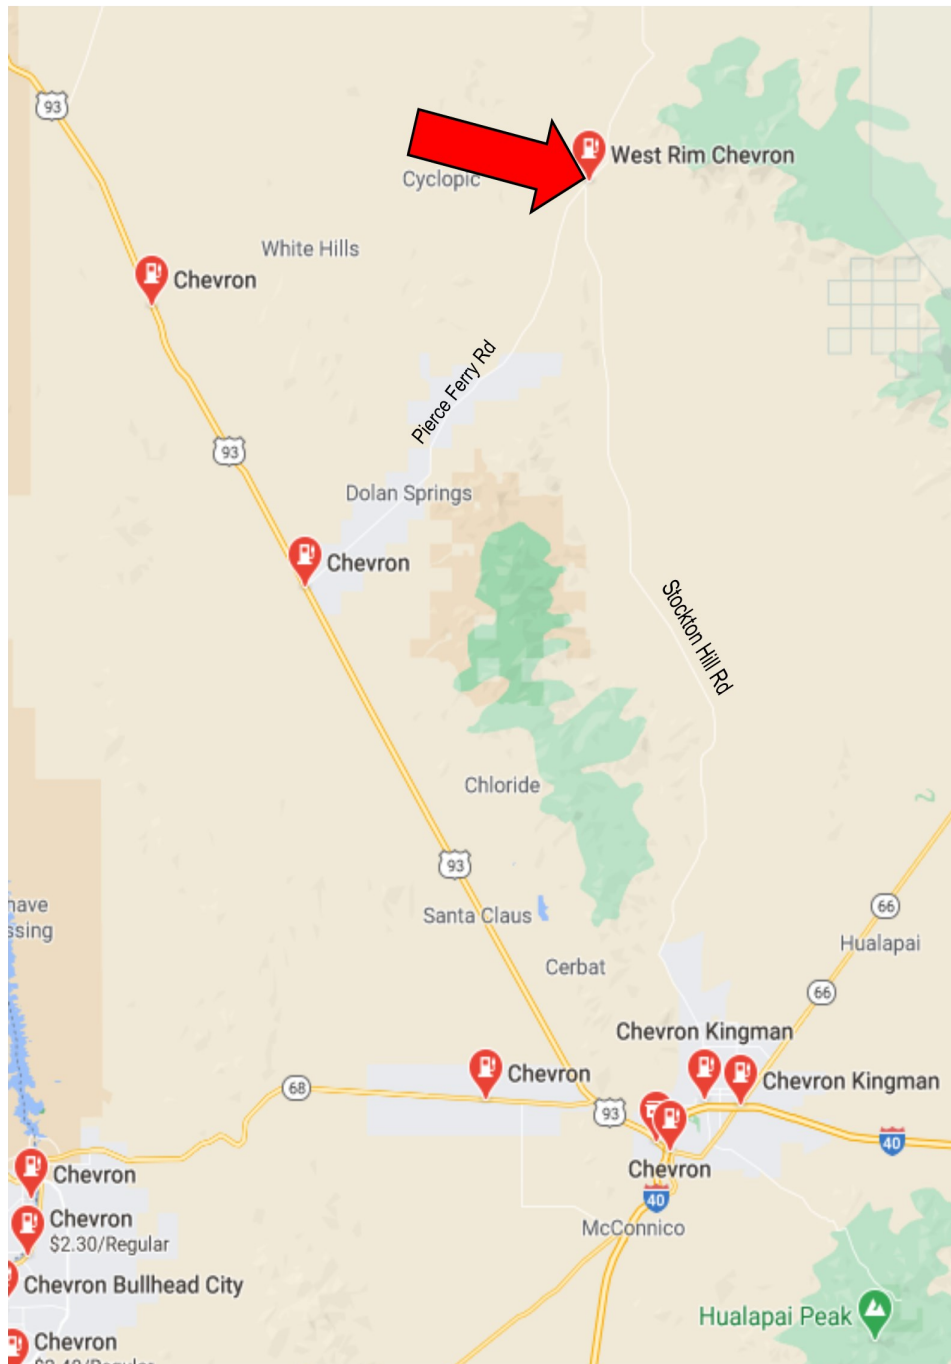 93
West Rim Chevron
Cyclopic
White Hills
Chevron
Pierce Ferry Rd
93
Dolan Springs
Chevron
Stockton Hill Rd
Chloride
93
66
Santa Claus
Hualapai
Cerbat
66
Chevron Kingman
Chevron
Chevron Kingman
68
93
40
Chevron
Chevron
40
Chevron
$2.30/Regular
McConnico
Chevron Bullhead City
Hualapai Peak
Chevron